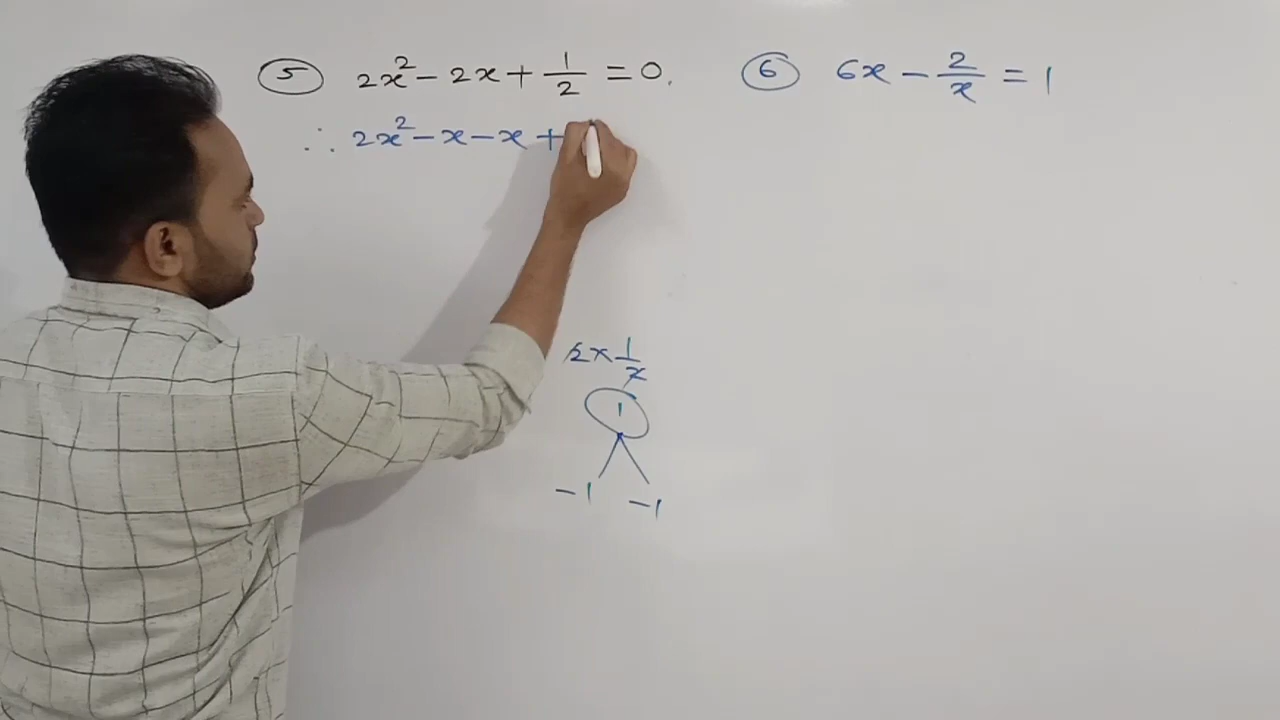 ⑤ 2x² - 2x + 1/2 = 0.
∴ 2x² - x - x +
2 × 1/2
1
-1 -1
⑥ 6x - 2/x = 1